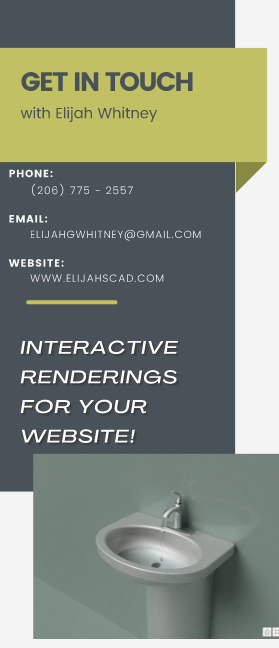 GET IN TOUCH
with Elijah Whitney
PHONE:
(206) 775 - 2557
EMAIL:
ELIJAHGWHITNEY@GMAIL.COM
WEBSITE:
WWW.ELIJAHSCAD.COM
INTERACTIVE
RENDERINGS
FOR YOUR
WEBSITE!